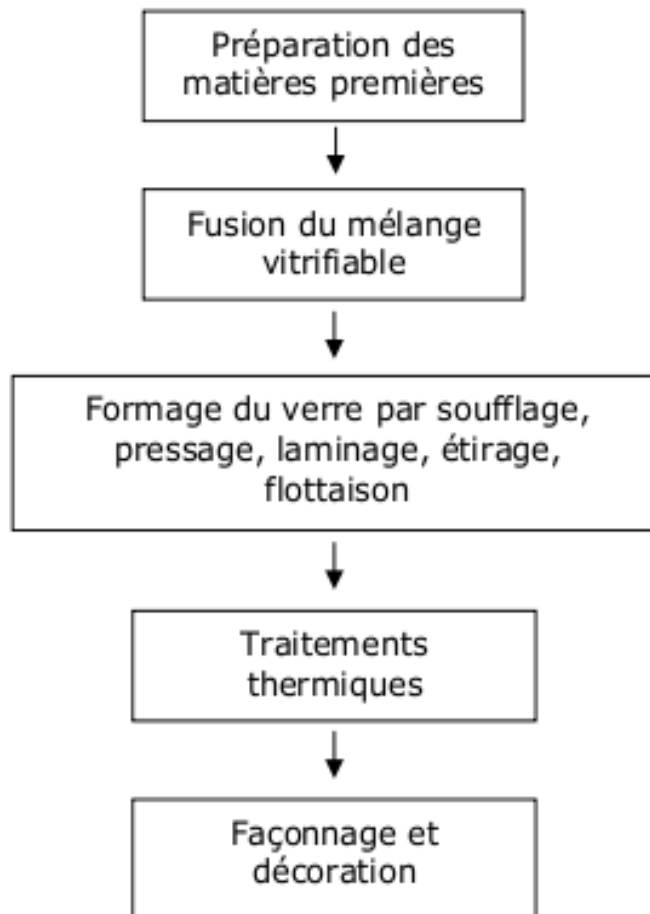 Préparation des
matières premières
Fusion du mélange
vitrifiable
Formage du verre par soufflage,
pressage, laminage, étirage,
flottaison
Traitements
thermiques
Façonnage et
décoration